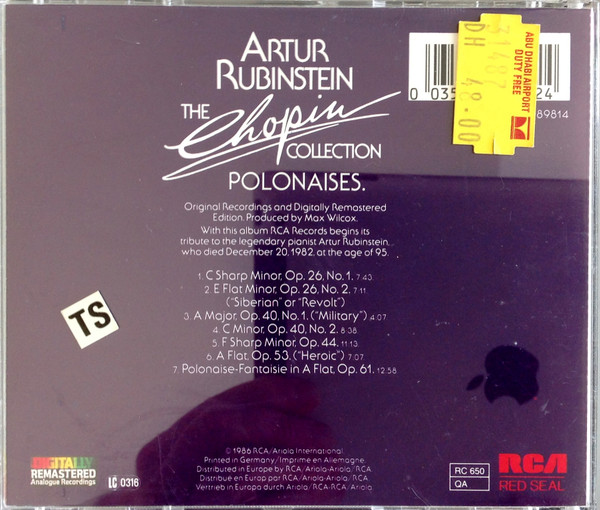 ARTUR
RUBINSTEIN
THE Chopin
COLLECTION
POLONAISES.
Original Recordings and Digitally Remastered
Edition. Produced by Max Wilcox.
With this album RCA Records begins its
tribute to the legendary pianist Artur Rubinstein,
who died December 20, 1982, at the age of 95.
1. C Sharp Minor, Op. 26, No. 1. 7:43
2. E Flat Minor, Op. 26, No. 2. 7:11
("Siberian" or "Revolt")
3. A Major, Op. 40, No. 1. ("Military") 4:07
4. C Minor, Op. 40, No. 2. 8:38
5. F Sharp Minor, Op. 44. 11:13
6. A Flat, Op. 53. ("Heroic") 7:07
7. Polonaise-Fantaisie in A Flat, Op. 61. 12:58
ABU DHABI AIRPORT
DUTY FREE
DH 48.00
0 035
24
89814
TS
DIGITALLY
REMASTERED
Analogue Recordings
LC 0316
© 1986 RCA/Ariola International.
Printed in Germany/Imprimé en Allemagne.
Distributed in Europe by RCA/Ariola-Ariola/RCA.
Distribué en Europe par RCA/Ariola-Ariola/RCA.
Vertrieb in Europa durch Ariola/RCA-RCA/Ariola.
RC 650
QA
RCA
RED SEAL